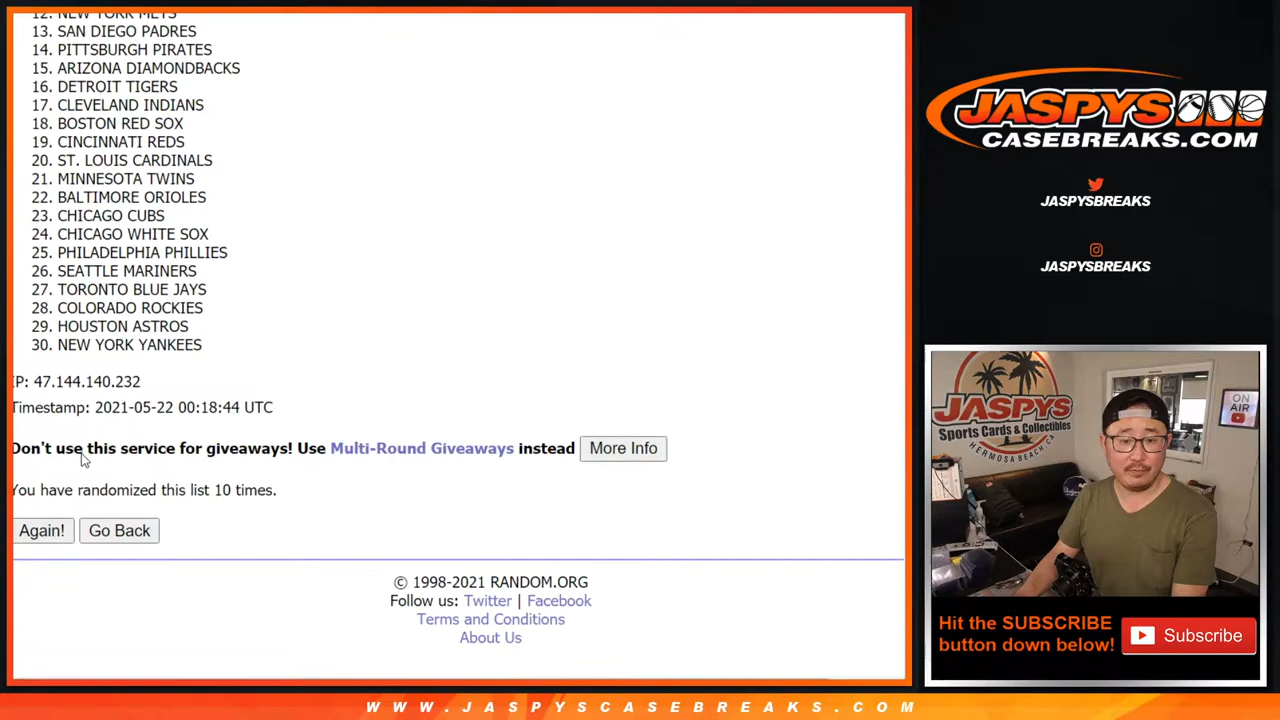 12. NEW YORK METS
13. SAN DIEGO PADRES
14. PITTSBURGH PIRATES
15. ARIZONA DIAMONDBACKS
16. DETROIT TIGERS
17. CLEVELAND INDIANS
18. BOSTON RED SOX
19. CINCINNATI REDS
20. ST. LOUIS CARDINALS
21. MINNESOTA TWINS
22. BALTIMORE ORIOLES
23. CHICAGO CUBS
24. CHICAGO WHITE SOX
25. PHILADELPHIA PHILLIES
26. SEATTLE MARINERS
27. TORONTO BLUE JAYS
28. COLORADO ROCKIES
29. HOUSTON ASTROS
30. NEW YORK YANKEES
IP: 47.144.140.232
Timestamp: 2021-05-22 00:18:44 UTC
Don't use this service for giveaways! Use Multi-Round Giveaways instead More Info
You have randomized this list 10 times.
Again! Go Back
© 1998-2021 RANDOM.ORG
Follow us: Twitter | Facebook
Terms and Conditions
About Us
JASPYS
CASEBREAKS.COM
JASPYSBREAKS
JASPYSBREAKS
JASPYS
Sports Cards & Collectibles
HERMOSA BEACH, CA
ON
AIR
Hit the SUBSCRIBE
button down below!
Subscribe
WWW.JASPYSCASEBREAKS.COM